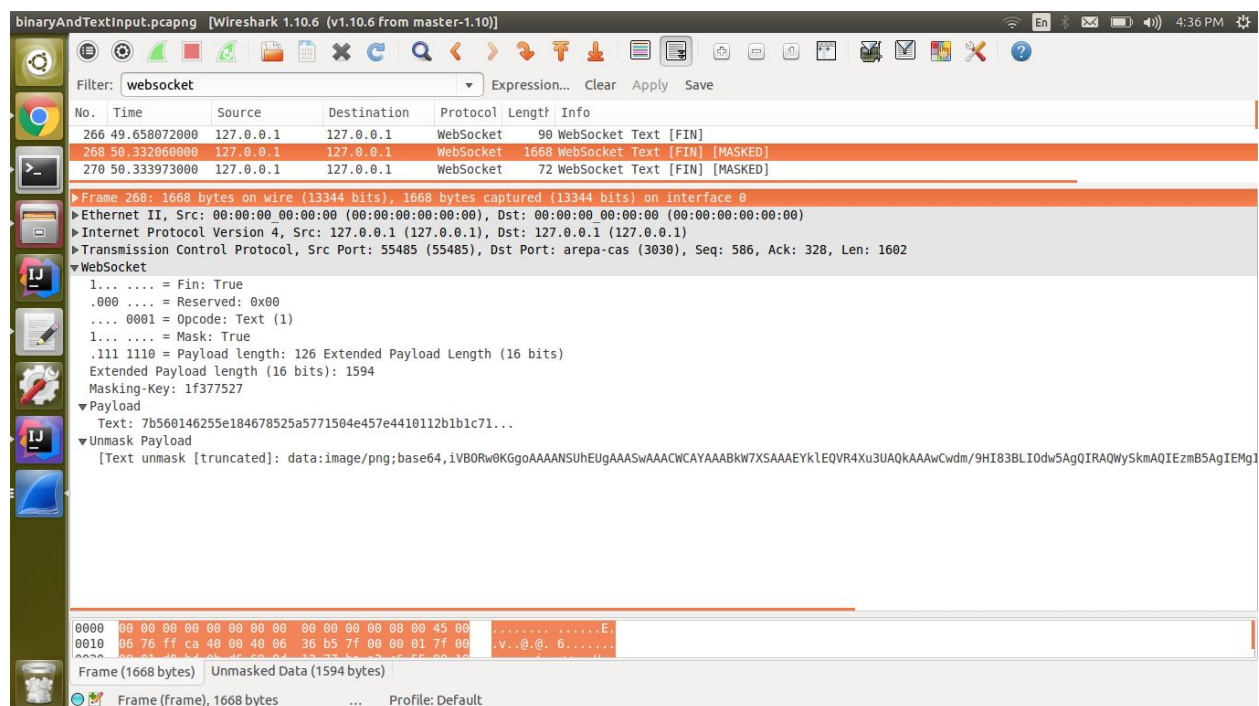 binaryAndTextInput.pcapng [Wireshark 1.10.6 (v1.10.6 from master-1.10)] En 4:36 PM
Filter: websocket Expression... Clear Apply Save
No. Time Source Destination Protocol Length Info
266 49.658072000 127.0.0.1 127.0.0.1 WebSocket 90 WebSocket Text [FIN]
268 50.332060000 127.0.0.1 127.0.0.1 WebSocket 1668 WebSocket Text [FIN] [MASKED]
270 50.333973000 127.0.0.1 127.0.0.1 WebSocket 72 WebSocket Text [FIN] [MASKED]
Frame 268: 1668 bytes on wire (13344 bits), 1668 bytes captured (13344 bits) on interface 0
Ethernet II, Src: 00:00:00_00:00:00 (00:00:00:00:00:00), Dst: 00:00:00_00:00:00 (00:00:00:00:00:00)
Internet Protocol Version 4, Src: 127.0.0.1 (127.0.0.1), Dst: 127.0.0.1 (127.0.0.1)
Transmission Control Protocol, Src Port: 55485 (55485), Dst Port: arepa-cas (3030), Seq: 586, Ack: 328, Len: 1602
WebSocket
1... .... = Fin: True
.000 .... = Reserved: 0x00
.... 0001 = Opcode: Text (1)
1... .... = Mask: True
.111 1110 = Payload length: 126 Extended Payload Length (16 bits)
Extended Payload length (16 bits): 1594
Masking-Key: 1f377527
Payload
Text: 7b560146255e184678525a5771504e457e4410112b1b1c71...
Unmask Payload
[Text unmask [truncated]: data:image/png;base64,iVBORw0KGgoAAAANSUhEUgAAASwAAACWCAYAAABkW7XSAAAEYklEQVR4Xu3UAQkAAAwCwdm/9HI83BLIOdw5AgQIRAQWySkmAQIEzmB5AgIEMg1
0000 00 00 00 00 00 00 00 00 00 00 00 00 08 00 45 00 ........ ......E.
0010 06 76 ff ca 40 00 40 06 36 b5 7f 00 00 01 7f 00 .v..@.@. 6.......
Frame (1668 bytes) Unmasked Data (1594 bytes)
Frame (frame), 1668 bytes ... Profile: Default